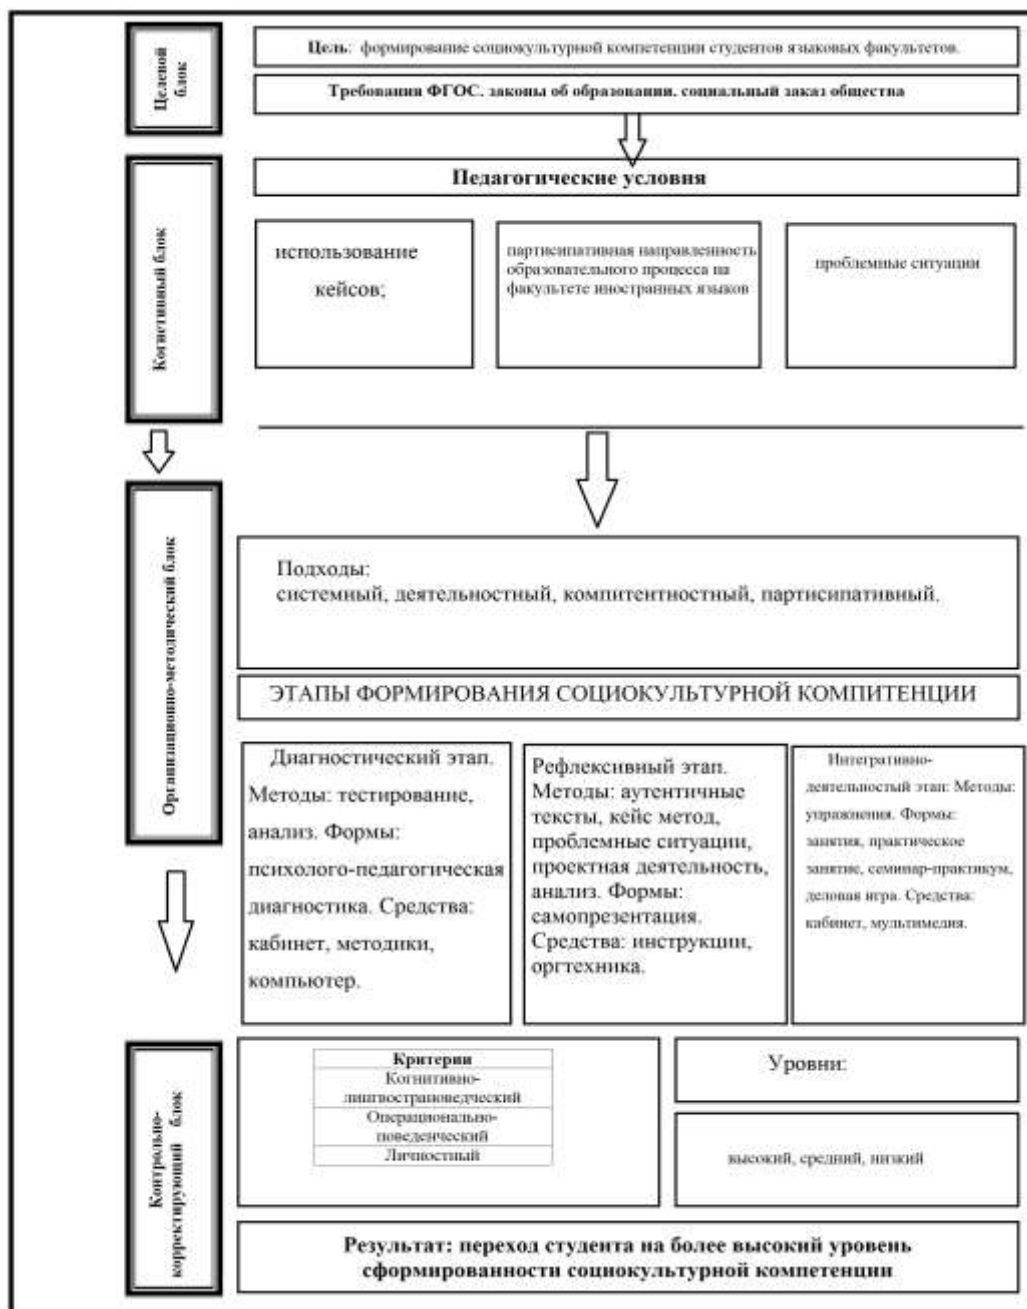 Целевой
блок
Цель: формирование социокультурной компетенции студентов языковых факультетов.
Требования ФГОС. законы об образовании. социальный заказ общества
Когнетивный блок
Педагогические условия
использование
кейсов;
партисипативная направленность
образовательного процесса на
факультете иностранных языков
проблемные ситуации
Организационно-методический блок
Подходы:
системный, деятельностный, компитентностный, партисипативный.
ЭТАПЫ ФОРМИРОВАНИЯ СОЦИОКУЛЬТУРНОЙ КОМПИТЕНЦИИ
Диагностический этап.
Методы: тестирование,
анализ. Формы:
психолого-педагогическая
диагностика. Средства:
кабинет, методики,
компьютер.
Рефлексивный этап.
Методы: аутентичные
тексты, кейс метод,
проблемные ситуации,
проектная деятельность,
анализ. Формы:
самопрезентация.
Средства: инструкции,
оргтехника.
Интегративно-
деятельностый этап: Методы:
упражнения. Формы:
занятия, практическое
занятие, семинар-практикум,
деловая игра. Средства:
кабинет, мультимедия.
Контрольно-
корректирующий блок
Критерии
Когнитивно-
лингвострановедческий
Операционально-
поведенческий
Личностный
Уровни:
высокий, средний, низкий
Результат: переход студента на более высокий уровень
сформированности социокультурной компетенции